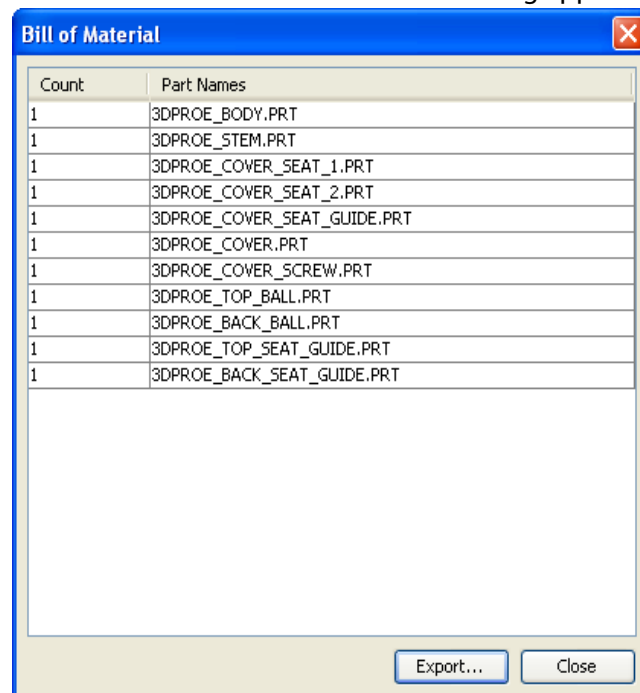 Bill of Material
Count Part Names
1 3DPROE_BODY.PRT
1 3DPROE_STEM.PRT
1 3DPROE_COVER_SEAT_1.PRT
1 3DPROE_COVER_SEAT_2.PRT
1 3DPROE_COVER_SEAT_GUIDE.PRT
1 3DPROE_COVER.PRT
1 3DPROE_COVER_SCREW.PRT
1 3DPROE_TOP_BALL.PRT
1 3DPROE_BACK_BALL.PRT
1 3DPROE_TOP_SEAT_GUIDE.PRT
1 3DPROE_BACK_SEAT_GUIDE.PRT
Export... Close